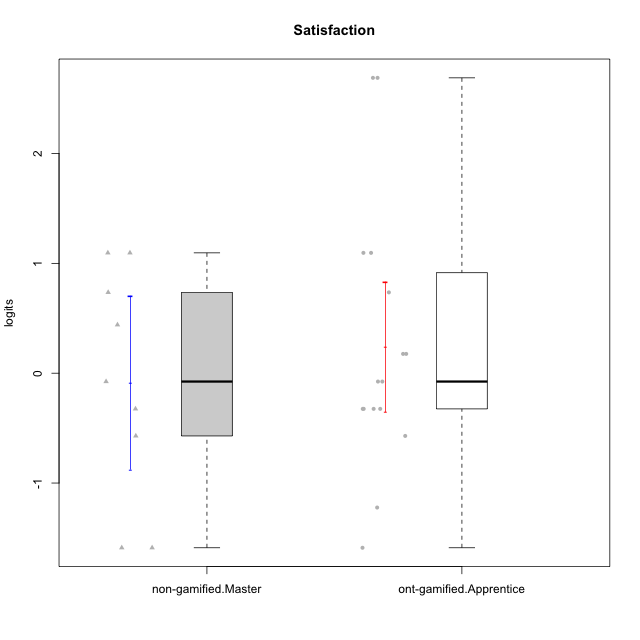 Satisfaction
logits
2
1
0
-1
non-gamified.Master
ont-gamified.Apprentice